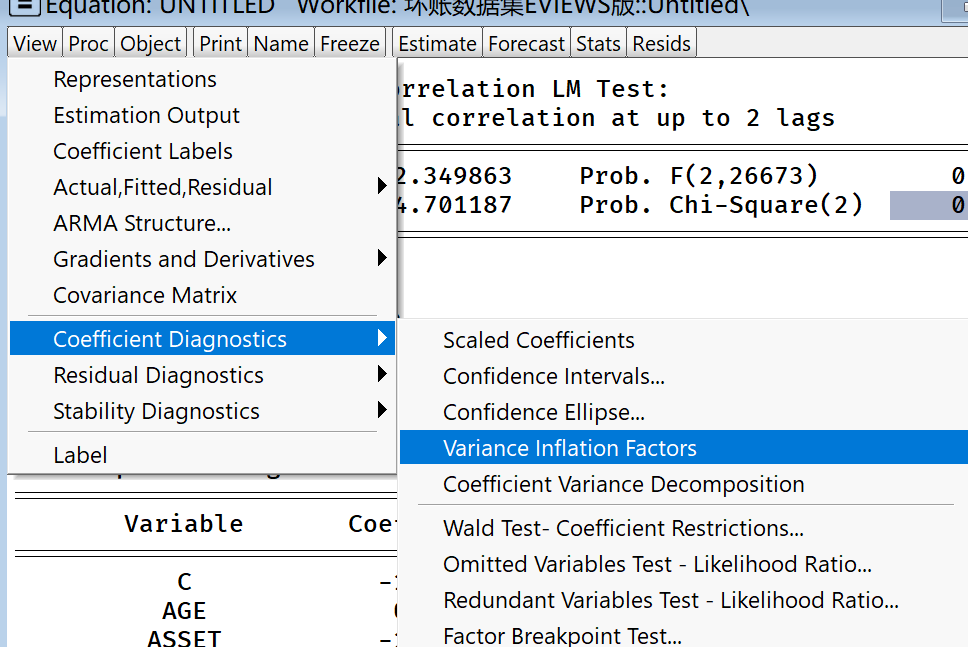 Equation: UNTITLED Workfile: 坏账数据集EVIEWS版::Untitled\
View Proc Object Print Name Freeze Estimate Forecast Stats Resids
Representations
Estimation Output
Coefficient Labels
Actual,Fitted,Residual
ARMA Structure...
Gradients and Derivatives
Covariance Matrix
Coefficient Diagnostics
Residual Diagnostics
Stability Diagnostics
Label
rrelation LM Test:
l correlation at up to 2 lags
2.349863 Prob. F(2,26673) 0
4.701187 Prob. Chi-Square(2) 0
Scaled Coefficients
Confidence Intervals...
Confidence Ellipse...
Variance Inflation Factors
Coefficient Variance Decomposition
Wald Test- Coefficient Restrictions...
Omitted Variables Test - Likelihood Ratio...
Redundant Variables Test - Likelihood Ratio...
Factor Breakpoint Test...
Variable Coe
C
AGE
ASSET